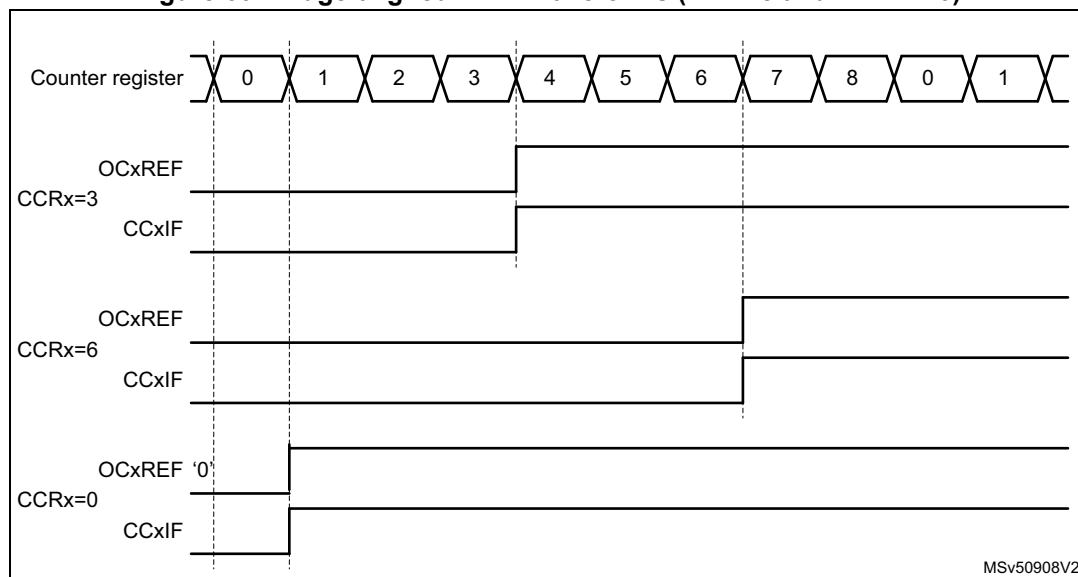 Counter register 0 1 2 3 4 5 6 7 8 0 1
OCxREF
CCRx=3
CCxIF
OCxREF
CCRx=6
CCxIF
OCxREF '0'
CCRx=0
CCxIF
MSv50908V2